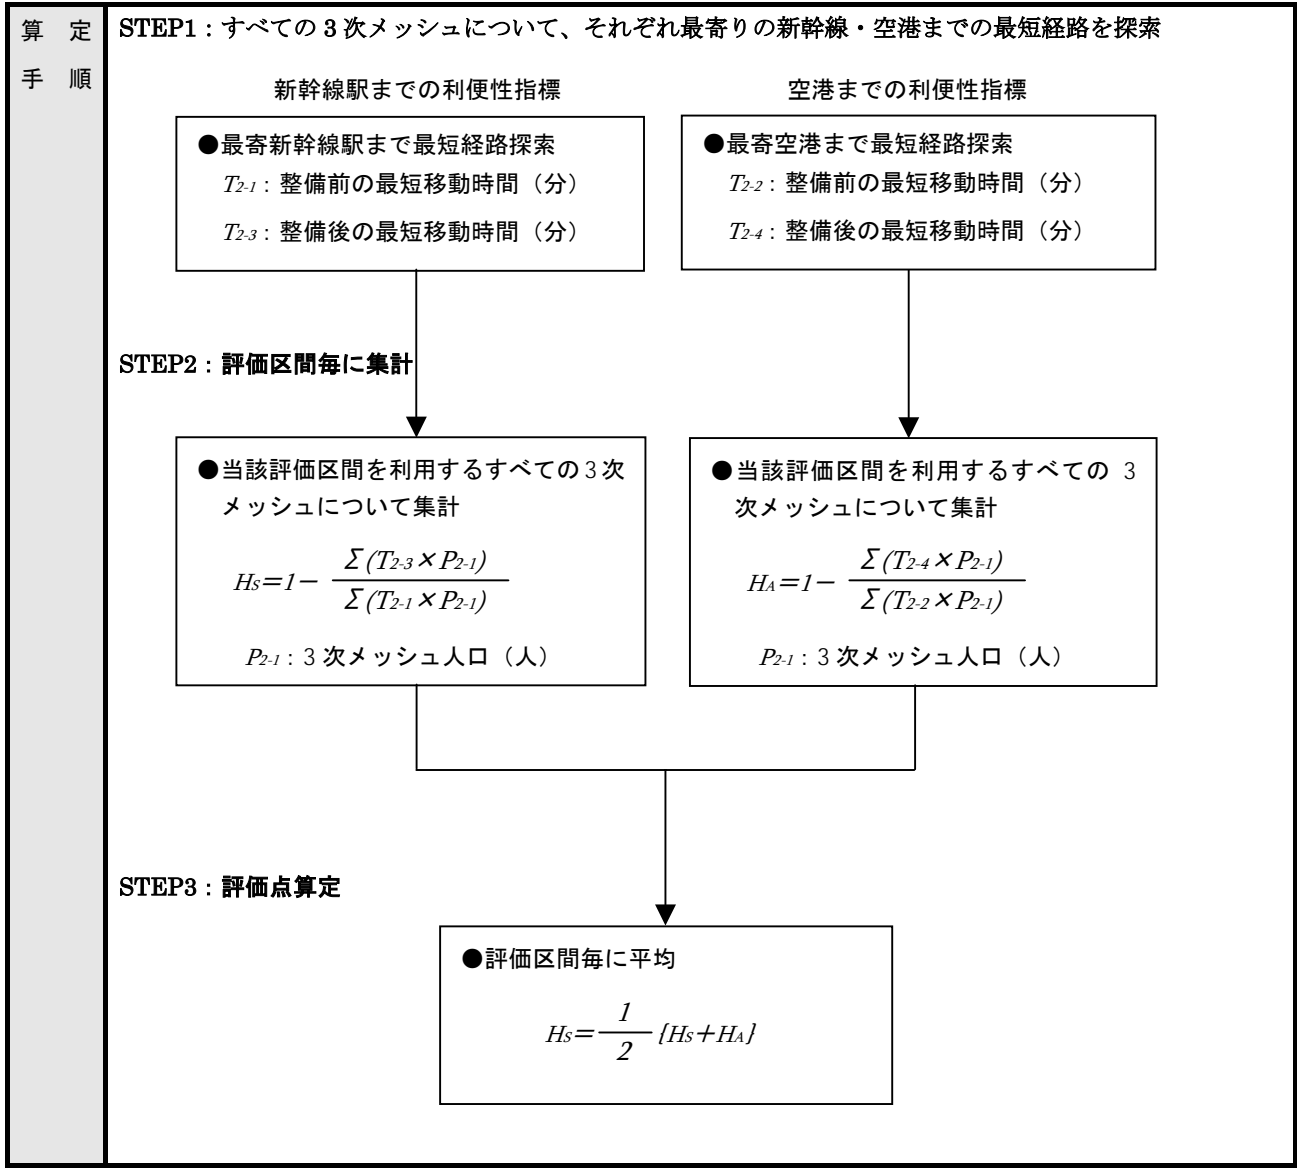 算定
手順
STEP1：すべての 3 次メッシュについて、それぞれ最寄りの新幹線・空港までの最短経路を探索
新幹線駅までの利便性指標
●最寄新幹線駅まで最短経路探索
T2-1：整備前の最短移動時間（分）
T2-3：整備後の最短移動時間（分）
空港までの利便性指標
●最寄空港まで最短経路探索
T2-2：整備前の最短移動時間（分）
T2-4：整備後の最短移動時間（分）
STEP2：評価区間毎に集計
●当該評価区間を利用するすべての3次
メッシュについて集計
Σ(T2-3×P2-1)
HS=1−
Σ(T2-1×P2-1)
P2-1：3 次メッシュ人口（人）
●当該評価区間を利用するすべての 3
次メッシュについて集計
Σ(T2-4×P2-1)
HA=1−
Σ(T2-2×P2-1)
P2-1：3 次メッシュ人口（人）
STEP3：評価点算定
●評価区間毎に平均
1
HS= {HS+HA}
2